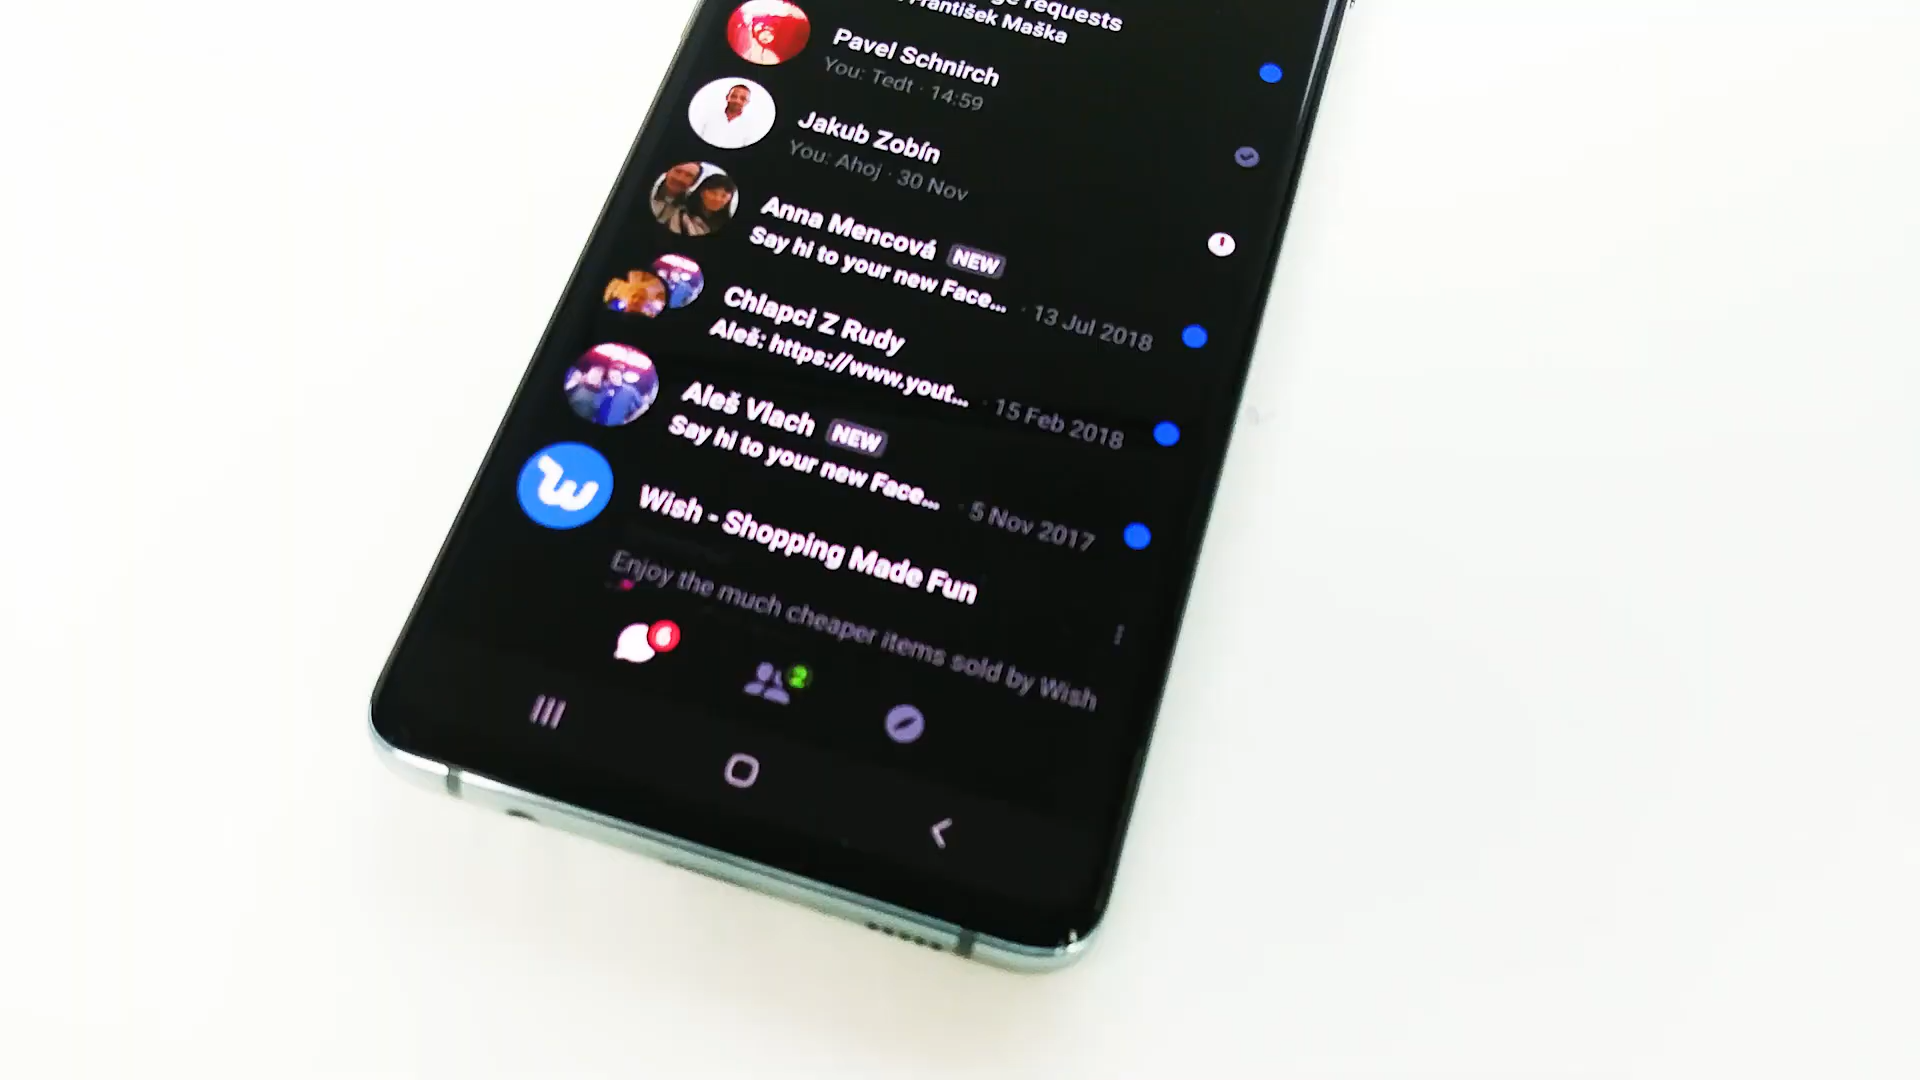 requests
František Maška
Pavel Schnirch
You: Tedt · 14:59
Jakub Zobín
You: Ahoj · 30 Nov
Anna Mencová NEW
Say hi to your new Face... · 13 Jul 2018
Chlapci Z Rudy
Aleš: https://www.yout... · 15 Feb 2018
Aleš Vlach NEW
Say hi to your new Face... · 5 Nov 2017
Wish - Shopping Made Fun
Enjoy the much cheaper items sold by Wish
6
2